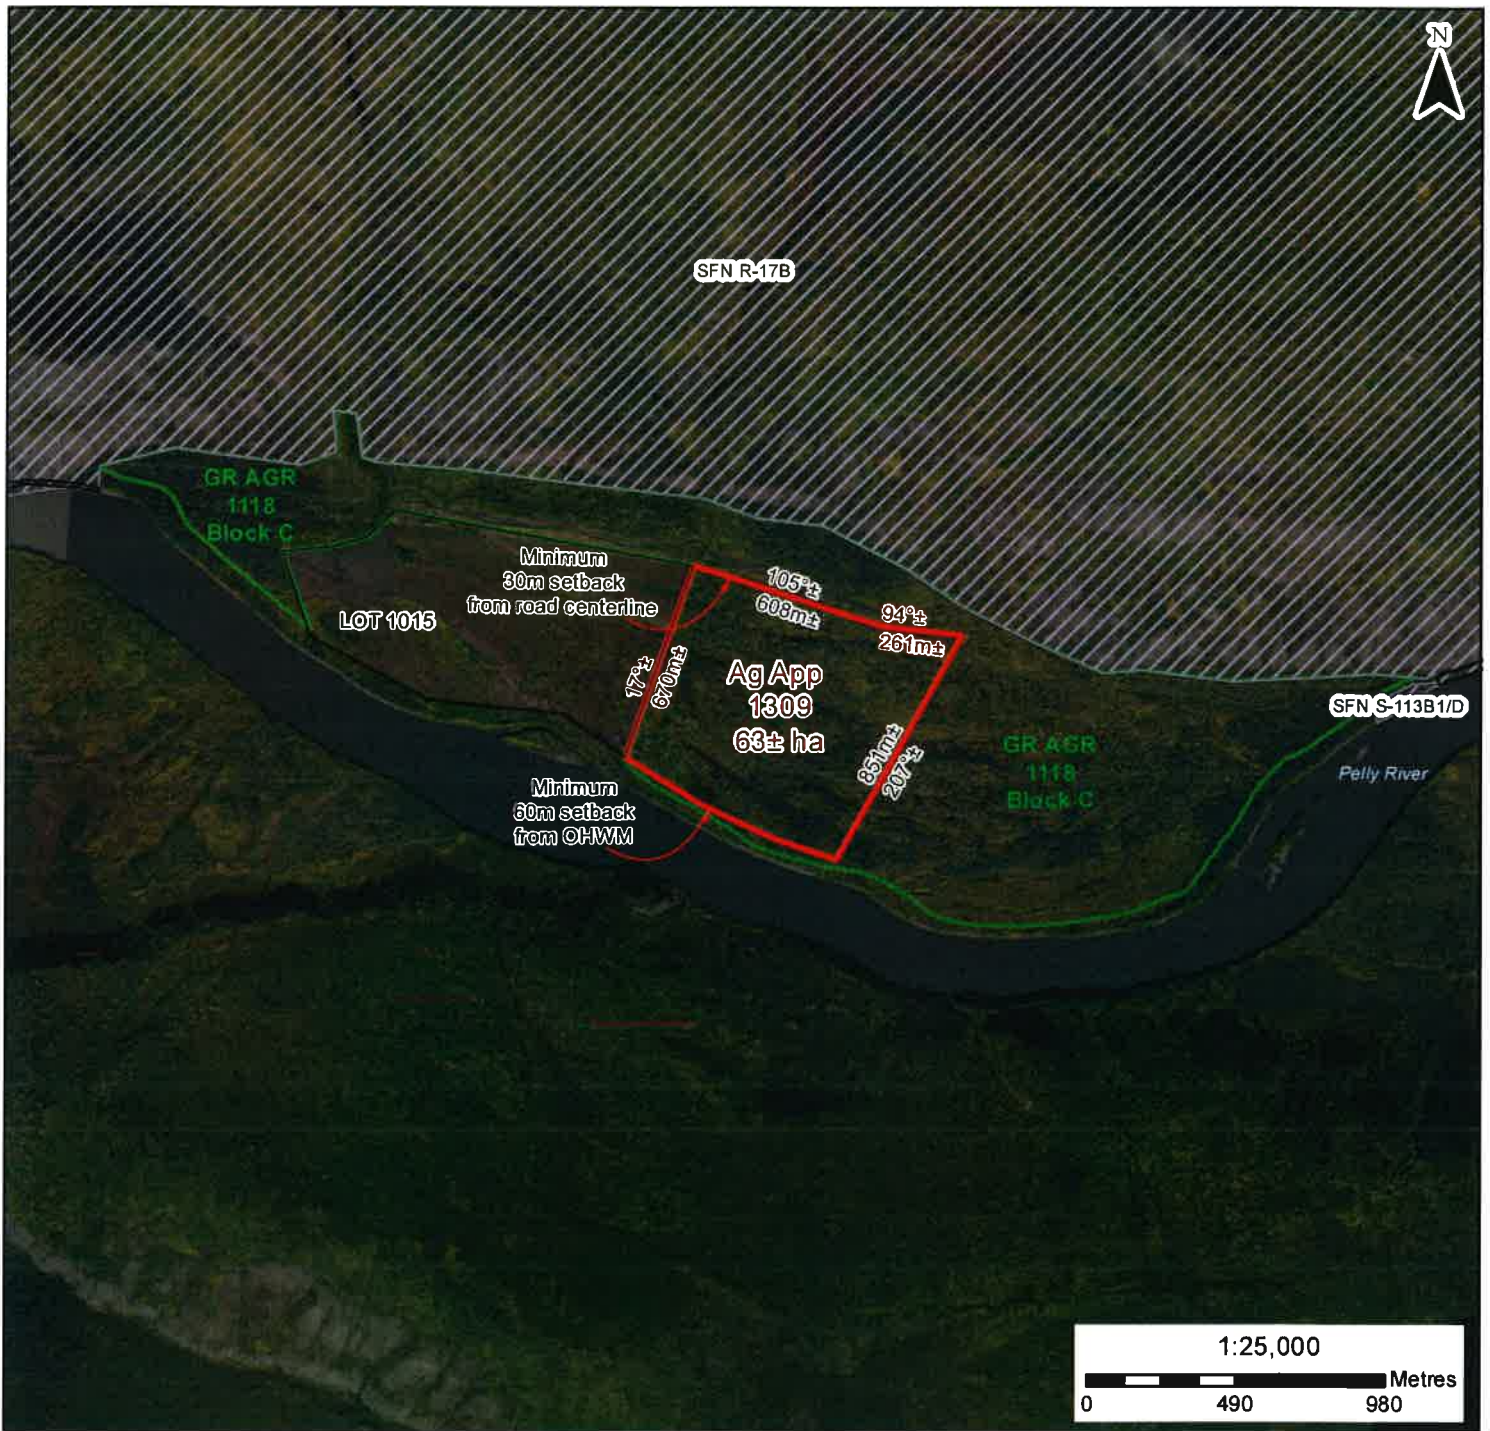 N
SFN R-17B
GR AGR
1118
Block C
Minimum
30m setback
from road centerline
105°±
608m±
94°±
261m±
LOT 1015
17°±
670m±
Ag App
1309
63± ha
851m±
207°±
SFN S-113B1/D
GR AGR
1118
Block C
Pelly River
Minimum
60m setback
from OHWM
1:25,000
Metres
0 490 980